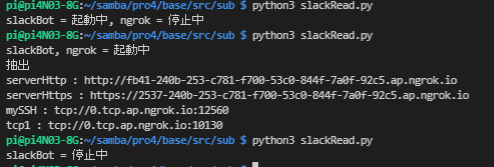 pi@pi4N03-8G:~/samba/pro4/base/src/sub $ python3 slackRead.py
slackBot = 起動中, ngrok = 停止中
pi@pi4N03-8G:~/samba/pro4/base/src/sub $ python3 slackRead.py
slackBot, ngrok = 起動中
抽出
serverHttp : http://fb41-240b-253-c781-f700-53c0-844f-7a0f-92c5.ap.ngrok.io
serverHttps : https://2537-240b-253-c781-f700-53c0-844f-7a0f-92c5.ap.ngrok.io
mySSH : tcp://0.tcp.ap.ngrok.io:12560
tcp1 : tcp://0.tcp.ap.ngrok.io:10130
pi@pi4N03-8G:~/samba/pro4/base/src/sub $ python3 slackRead.py
slackBot = 停止中